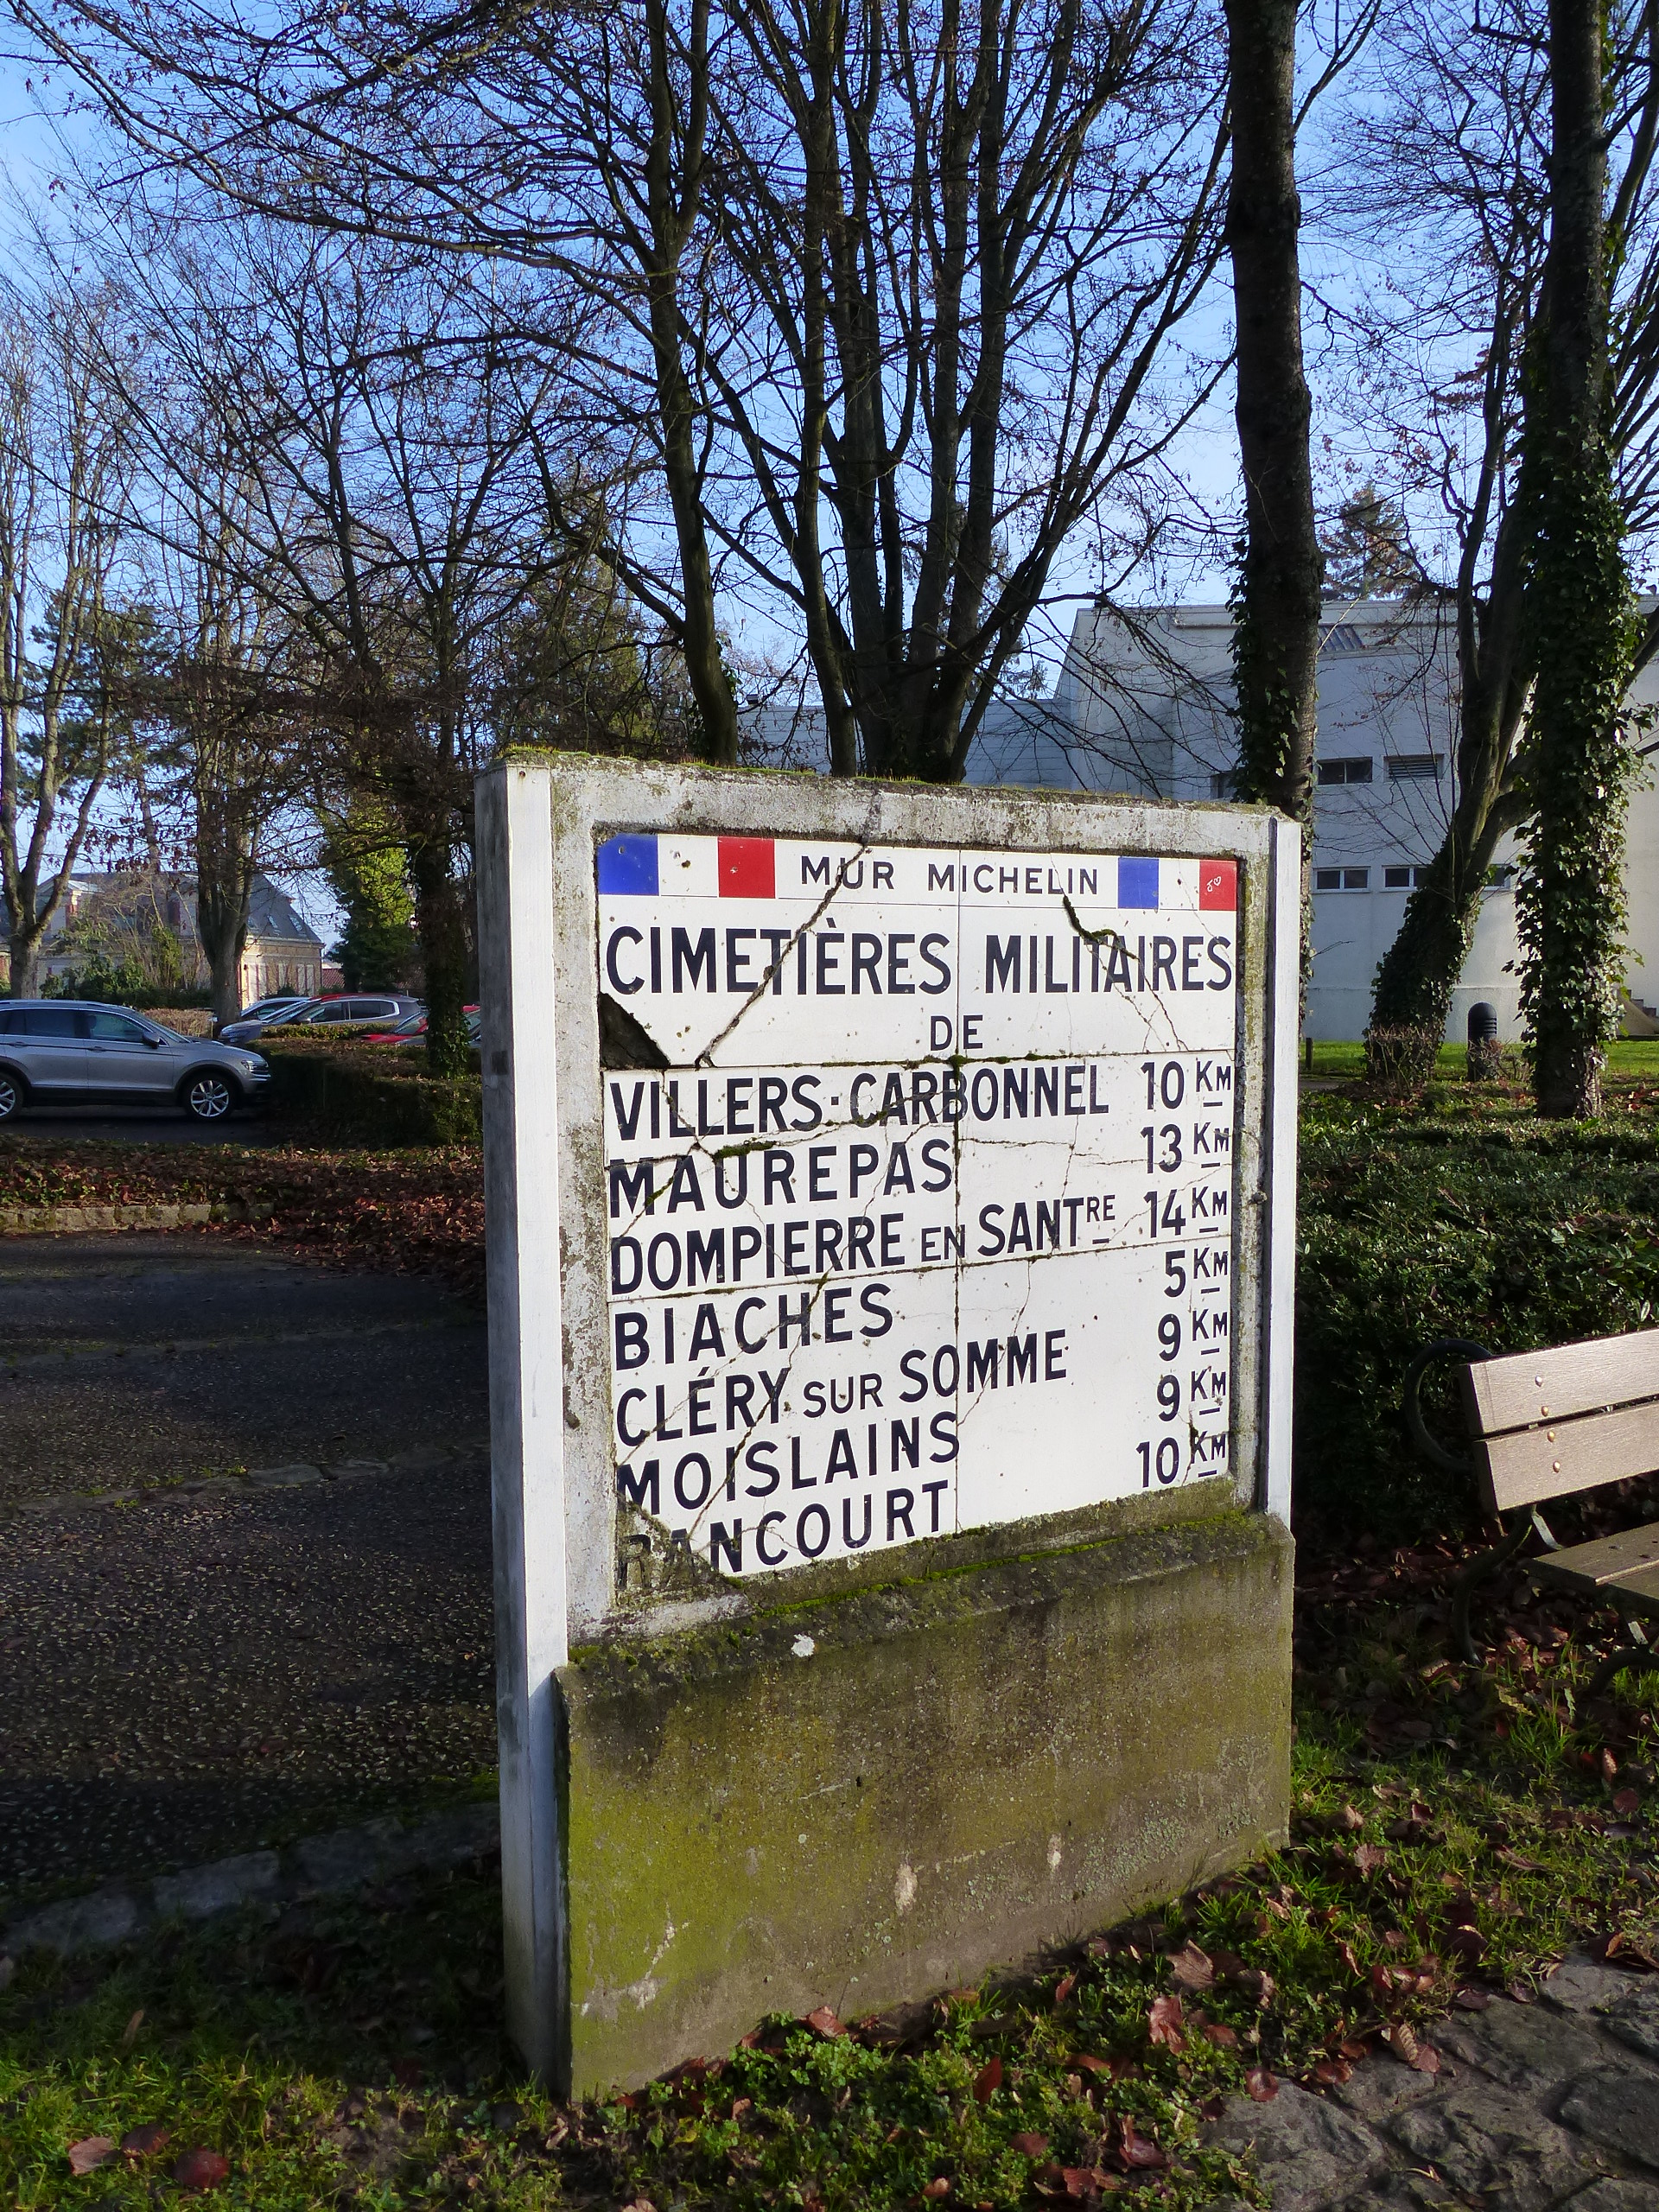 MUR MICHELIN
CIMETIÈRES MILITAIRES
DE
VILLERS-CARBONNEL 10 KM
MAUREPAS 13 KM
DOMPIERRE EN SANTRE 14 KM
BIACHES 5 KM
CLÉRY SUR SOMME 9 KM
MOISLAINS 9 KM
RANCOURT 10 KM